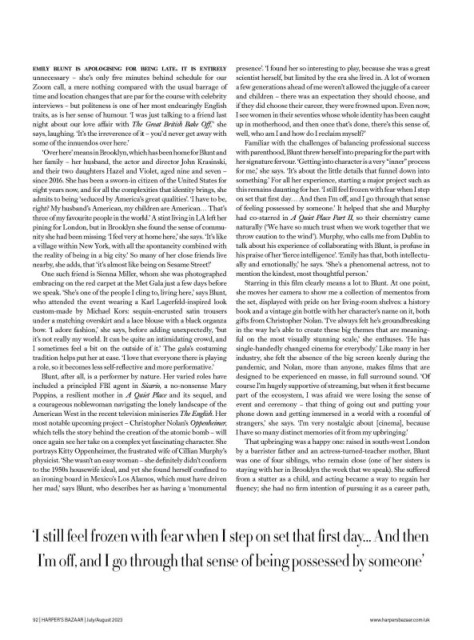 EMILY BLUNT IS APOLOGISING FOR BEING LATE. IT IS ENTIRELY
unnecessary – she's only five minutes behind schedule for our
Zoom call, a mere nothing compared with the usual barrage of
time and location changes that are par for the course with celebrity
interviews – but politeness is one of her most endearingly English
traits, as is her sense of humour. 'I was just talking to a friend last
night about our love affair with The Great British Bake Off,' she
says, laughing. 'It's the irreverence of it – you'd never get away with
some of the innuendos over here.'
'Over here' means in Brooklyn, which has been home for Blunt and
her family – her husband, the actor and director John Krasinski,
and their two daughters Hazel and Violet, aged nine and seven –
since 2016. She has been a sworn-in citizen of the United States for
eight years now, and for all the complexities that identity brings, she
admits to being 'seduced by America's great qualities'. 'I have to be,
right? My husband's American, my children are American… That's
three of my favourite people in the world.' A stint living in LA left her
pining for London, but in Brooklyn she found the sense of commu-
nity she had been missing. 'I feel very at home here,' she says. 'It's like
a village within New York, with all the spontaneity combined with
the reality of being in a big city.' So many of her close friends live
nearby, she adds, that 'it's almost like being on Sesame Street!'
One such friend is Sienna Miller, whom she was photographed
embracing on the red carpet at the Met Gala just a few days before
we speak. 'She's one of the people I cling to, living here,' says Blunt,
who attended the event wearing a Karl Lagerfeld-inspired look
custom-made by Michael Kors: sequin-encrusted satin trousers
under a matching overskirt and a lace blouse with a black organza
bow. 'I adore fashion,' she says, before adding unexpectedly, 'but
it's not really my world. It can be quite an intimidating crowd, and
I sometimes feel a bit on the outside of it.' The gala's costuming
tradition helps put her at ease. 'I love that everyone there is playing
a role, so it becomes less self-reflective and more performative.'
Blunt, after all, is a performer by nature. Her varied roles have
included a principled FBI agent in Sicario, a no-nonsense Mary
Poppins, a resilient mother in A Quiet Place and its sequel, and
a courageous noblewoman navigating the lonely landscape of the
American West in the recent television miniseries The English. Her
most notable upcoming project – Christopher Nolan's Oppenheimer,
which tells the story behind the creation of the atomic bomb – will
once again see her take on a complex yet fascinating character. She
portrays Kitty Oppenheimer, the frustrated wife of Cillian Murphy's
physicist. 'She wasn't an easy woman – she definitely didn't conform
to the 1950s housewife ideal, and yet she found herself confined to
an ironing board in Mexico's Los Alamos, which must have driven
her mad,' says Blunt, who describes her as having a 'monumental
presence'. 'I found her so interesting to play, because she was a great
scientist herself, but limited by the era she lived in. A lot of women
a few generations ahead of me weren't allowed the juggle of a career
and children – there was an expectation they should choose, and
if they did choose their career, they were frowned upon. Even now,
I see women in their seventies whose whole identity has been caught
up in motherhood, and then once that's done, there's this sense of,
well, who am I and how do I reclaim myself?'
Familiar with the challenges of balancing professional success
with parenthood, Blunt threw herself into preparing for the part with
her signature fervour. 'Getting into character is a very "inner" process
for me,' she says. 'It's about the little details that funnel down into
something.' For all her experience, starting a major project such as
this remains daunting for her. 'I still feel frozen with fear when I step
on set that first day… And then I'm off, and I go through that sense
of feeling possessed by someone.' It helped that she and Murphy
had co-starred in A Quiet Place Part II, so their chemistry came
naturally ('We have so much trust when we work together that we
throw caution to the wind'). Murphy, who calls me from Dublin to
talk about his experience of collaborating with Blunt, is profuse in
his praise of her 'fierce intelligence'. 'Emily has that, both intellectu-
ally and emotionally,' he says. 'She's a phenomenal actress, not to
mention the kindest, most thoughtful person.'
Starring in this film clearly means a lot to Blunt. At one point,
she moves her camera to show me a collection of mementos from
the set, displayed with pride on her living-room shelves: a history
book and a vintage gin bottle with her character's name on it, both
gifts from Christopher Nolan. 'I've always felt he's groundbreaking
in the way he's able to create these big themes that are meaning-
ful on the most visually stunning scale,' she enthuses. 'He has
single-handedly changed cinema for everybody.' Like many in her
industry, she felt the absence of the big screen keenly during the
pandemic, and Nolan, more than anyone, makes films that are
designed to be experienced en masse, in full surround sound. 'Of
course I'm hugely supportive of streaming, but when it first became
part of the ecosystem, I was afraid we were losing the sense of
event and ceremony – that thing of going out and putting your
phone down and getting immersed in a world with a roomful of
strangers,' she says. 'I'm very nostalgic about [cinema], because
I have so many distinct memories of it from my upbringing.'
That upbringing was a happy one: raised in south-west London
by a barrister father and an actress-turned-teacher mother, Blunt
was one of four siblings, who remain close (one of her sisters is
staying with her in Brooklyn the week that we speak). She suffered
from a stutter as a child, and acting became a way to regain her
fluency; she had no firm intention of pursuing it as a career path,
'I still feel frozen with fear when I step on set that first day... And then
I'm off, and I go through that sense of being possessed by someone'
92 | HARPER'S BAZAAR | July/August 2023
www.harpersbazaar.com/uk